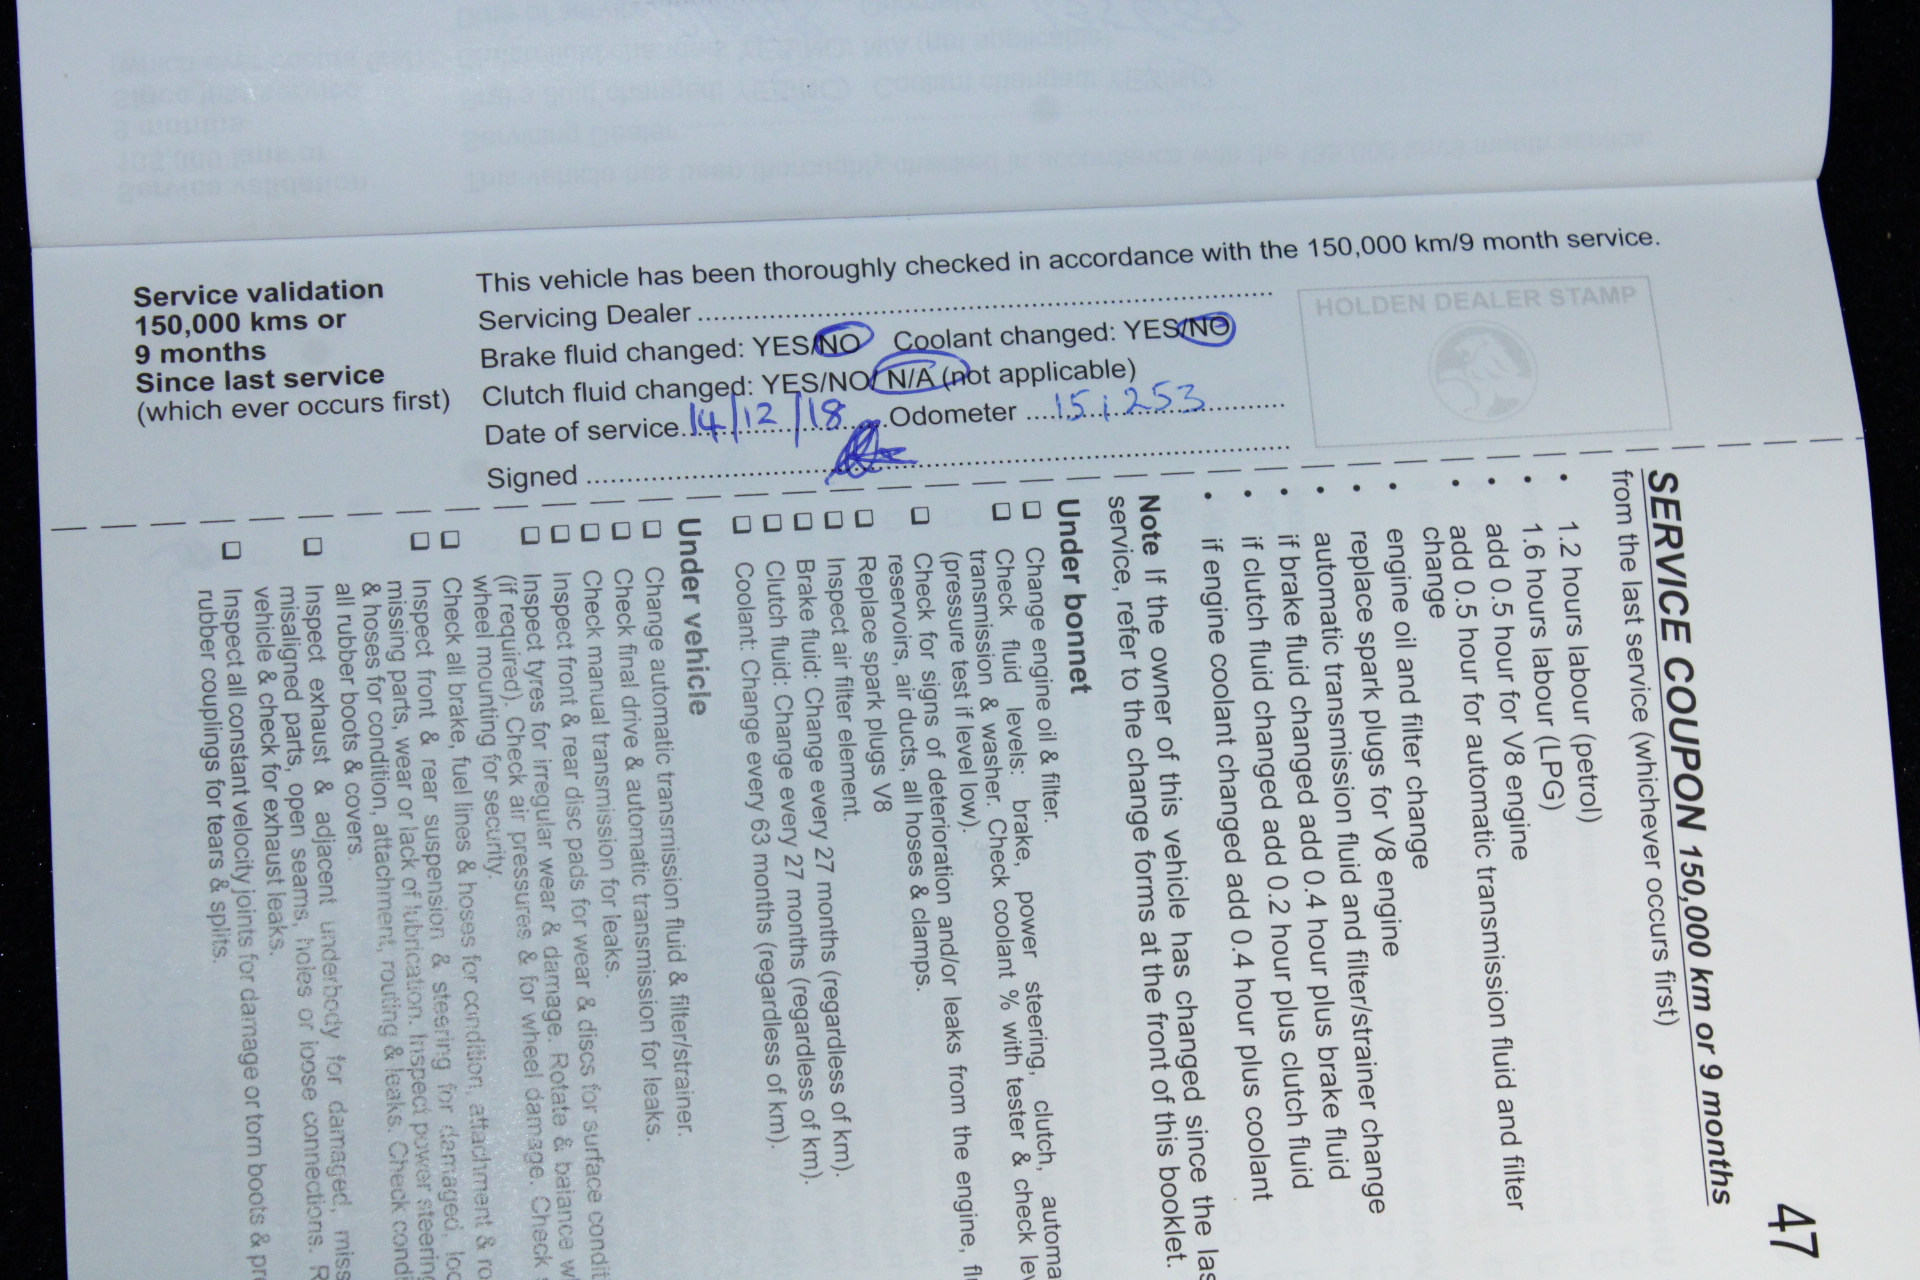 Service validation
150,000 kms or
9 months
Since last service
(which ever occurs first)
This vehicle has been thoroughly checked in accordance with the 150,000 km/9 month service.
Servicing Dealer
Brake fluid changed: YES/NO Coolant changed: YES/NO
Clutch fluid changed: YES/NO/ N/A (not applicable)
Date of service 14/12/18 Odometer 15,253
Signed
HOLDEN DEALER STAMP
47
SERVICE COUPON 150,000 km or 9 months
from the last service (whichever occurs first)
• 1.2 hours labour (petrol)
• 1.6 hours labour (LPG)
• add 0.5 hour for V8 engine
• add 0.5 hour for automatic transmission fluid and filter
change
• engine oil and filter change
• replace spark plugs for V8 engine
• automatic transmission fluid and filter/strainer change
• if brake fluid changed add 0.4 hour plus brake fluid
• if clutch fluid changed add 0.2 hour plus clutch fluid
• if engine coolant changed add 0.4 hour plus coolant
Note If the owner of this vehicle has changed since the las
service, refer to the change forms at the front of this booklet.
Under bonnet
❑ Change engine oil & filter.
❑ Check fluid levels: brake, power steering, clutch, automa
transmission & washer. Check coolant % with tester & check lev
(pressure test if level low).
❑ Check for signs of deterioration and/or leaks from the engine, flu
reservoirs, air ducts, all hoses & clamps.
❑ Replace spark plugs V8
❑ Inspect air filter element.
❑ Brake fluid: Change every 27 months (regardless of km).
❑ Clutch fluid: Change every 27 months (regardless of km).
❑ Coolant: Change every 63 months (regardless of km).
Under vehicle
❑ Change automatic transmission fluid & filter/strainer.
❑ Check final drive & automatic transmission for leaks.
❑ Check manual transmission for leaks.
❑ Inspect front & rear disc pads for wear & discs for surface condit
❑ Inspect tyres for irregular wear & damage. Rotate & balance wh
(if required). Check air pressures & for wheel damage. Check
wheel mounting for security.
❑ Check all brake, fuel lines & hoses for condition, attachment & ro
❑ Inspect front & rear suspension & steering for damaged, loo
missing parts, wear or lack of lubrication. Inspect power steering
& hoses for condition, attachment, routing & leaks. Check condi
all rubber boots & covers.
❑ Inspect exhaust & adjacent underbody for damaged, miss
misaligned parts, open seams, holes or loose connections. R
vehicle & check for exhaust leaks.
❑ Inspect all constant velocity joints for damage or torn boots & pro
rubber couplings for tears & splits.